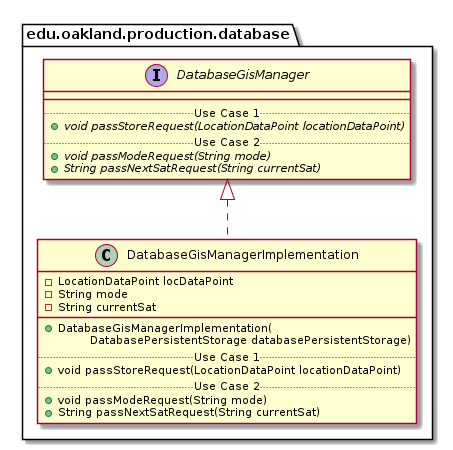 edu.oakland.production.database
I DatabaseGisManager
Use Case 1
void passStoreRequest(LocationDataPoint locationDataPoint)
Use Case 2
void passModeRequest(String mode)
String passNextSatRequest(String currentSat)
C DatabaseGisManagerImplementation
LocationDataPoint locDataPoint
String mode
String currentSat
DatabaseGisManagerImplementation(
DatabasePersistentStorage databasePersistentStorage)
Use Case 1
void passStoreRequest(LocationDataPoint locationDataPoint)
Use Case 2
void passModeRequest(String mode)
String passNextSatRequest(String currentSat)